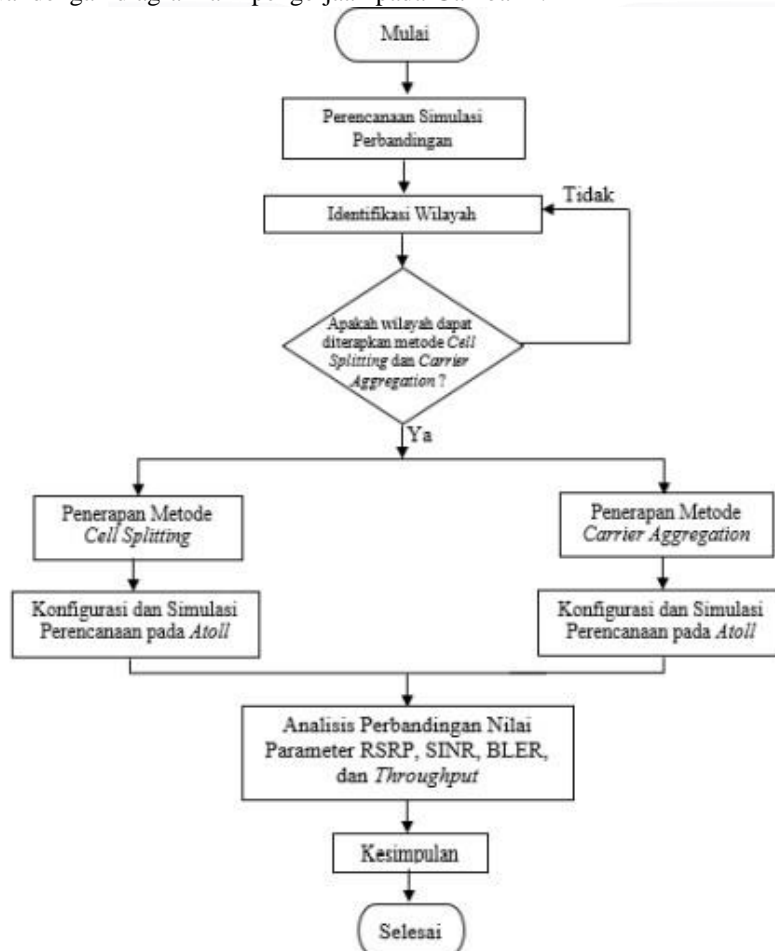 Mulai
Perencanaan Simulasi
Perbandingan
Identifikasi Wilayah
Tidak
Apakah wilayah dapat
diterapkan metode Cell
Splitting dan Carrier
Aggregation ?
Ya
Penerapan Metode
Cell Splitting
Penerapan Metode
Carrier Aggregation
Konfigurasi dan Simulasi
Perencanaan pada Atoll
Konfigurasi dan Simulasi
Perencanaan pada Atoll
Analisis Perbandingan Nilai
Parameter RSRP, SINR, BLER,
dan Throughput
Kesimpulan
Selesai